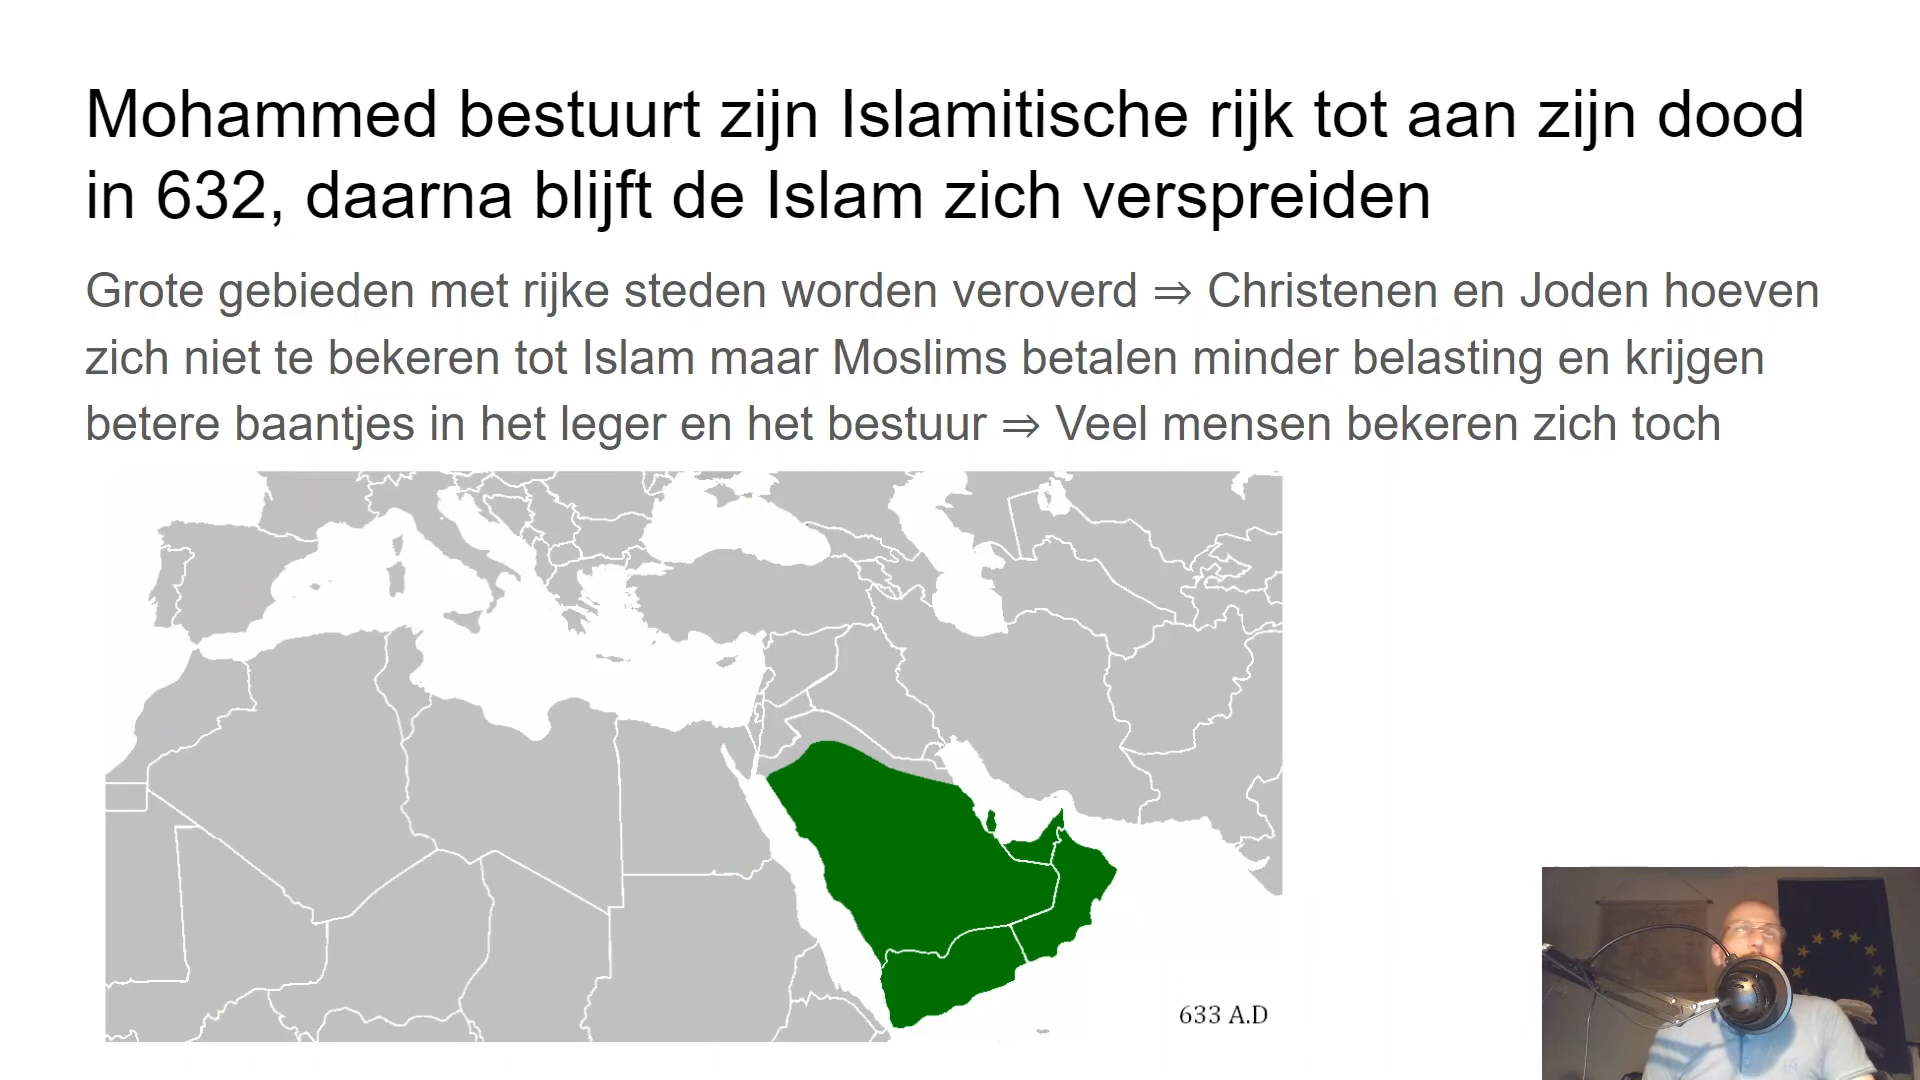 Mohammed bestuurt zijn Islamitische rijk tot aan zijn dood
in 632, daarna blijft de Islam zich verspreiden
Grote gebieden met rijke steden worden veroverd ⇒ Christenen en Joden hoeven
zich niet te bekeren tot Islam maar Moslims betalen minder belasting en krijgen
betere baantjes in het leger en het bestuur ⇒ Veel mensen bekeren zich toch
633 A.D